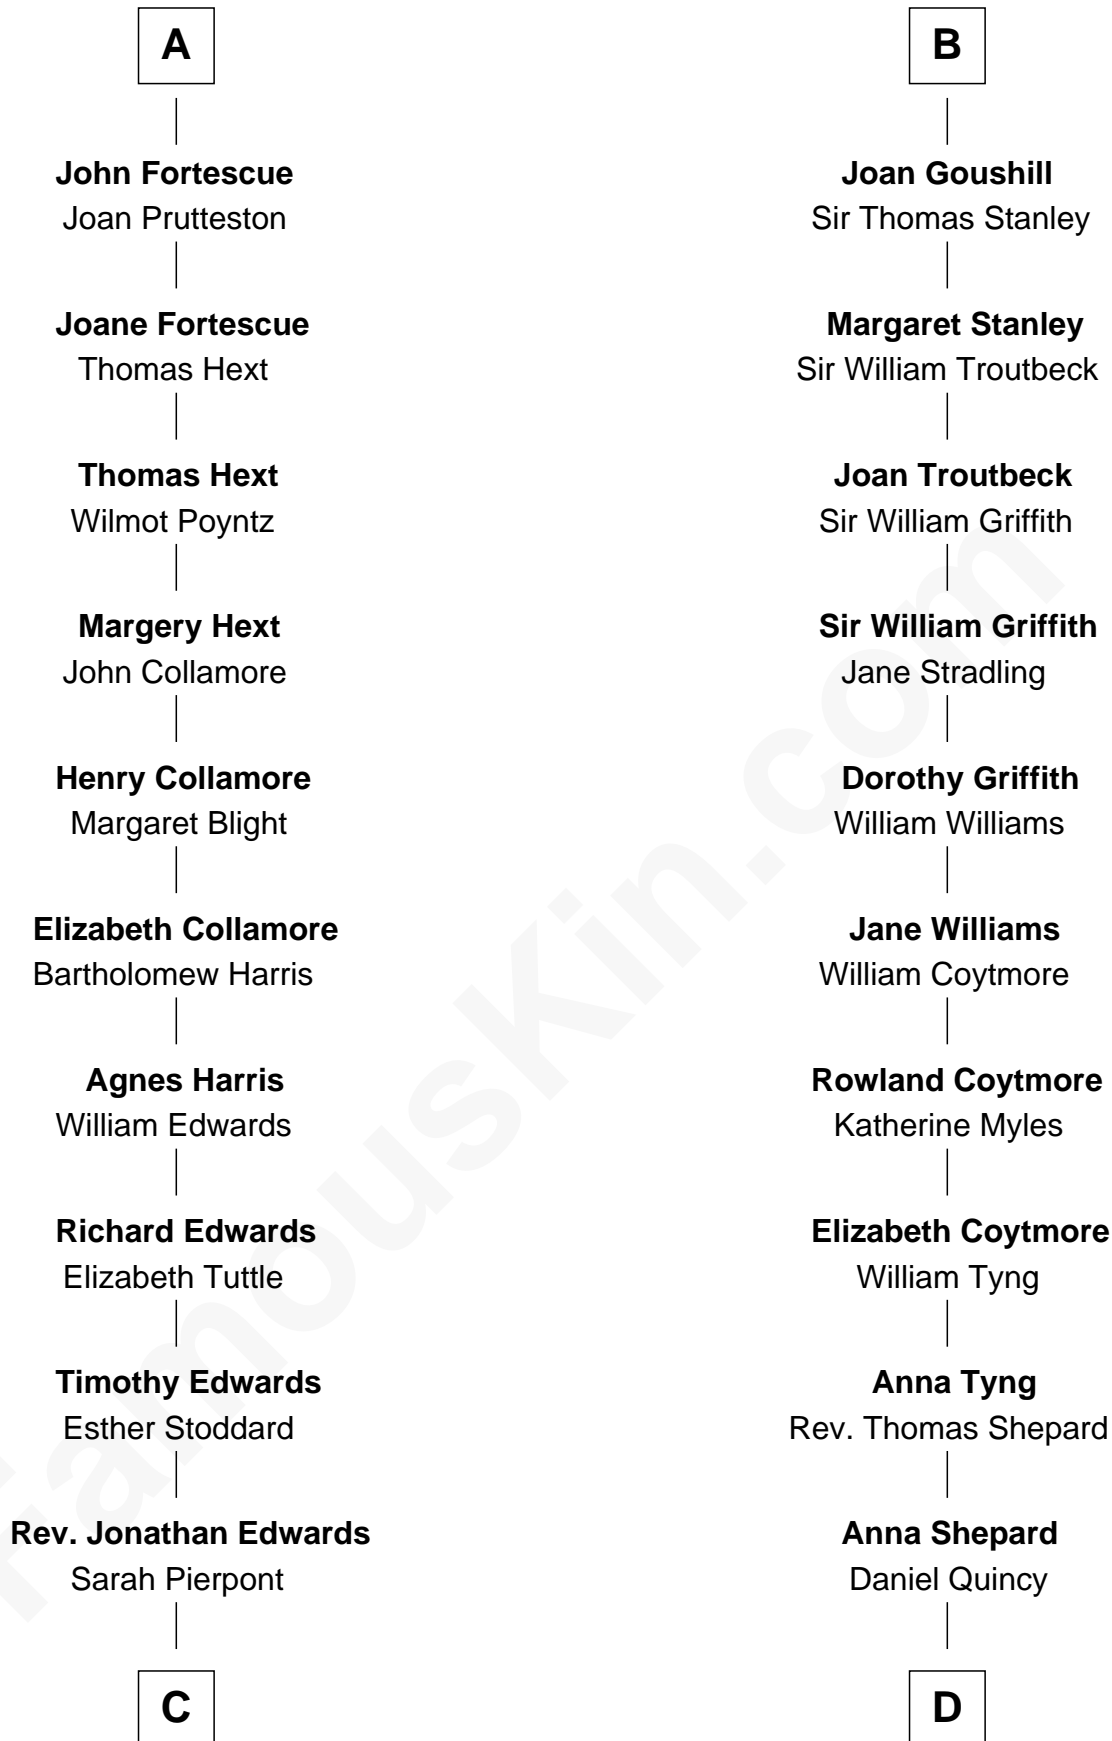 A
John Fortescue
Joan Prutteston
Joane Fortescue
Thomas Hext
Thomas Hext
Wilmot Poyntz
Margery Hext
John Collamore
Henry Collamore
Margaret Blight
Elizabeth Collamore
Bartholomew Harris
Agnes Harris
William Edwards
Richard Edwards
Elizabeth Tuttle
Timothy Edwards
Esther Stoddard
Rev. Jonathan Edwards
Sarah Pierpont
C
B
Joan Goushill
Sir Thomas Stanley
Margaret Stanley
Sir William Troutbeck
Joan Troutbeck
Sir William Griffith
Sir William Griffith
Jane Stradling
Dorothy Griffith
William Williams
Jane Williams
William Coytmore
Rowland Coytmore
Katherine Myles
Elizabeth Coytmore
William Tyng
Anna Tyng
Rev. Thomas Shepard
Anna Shepard
Daniel Quincy
D
FamousKin.com